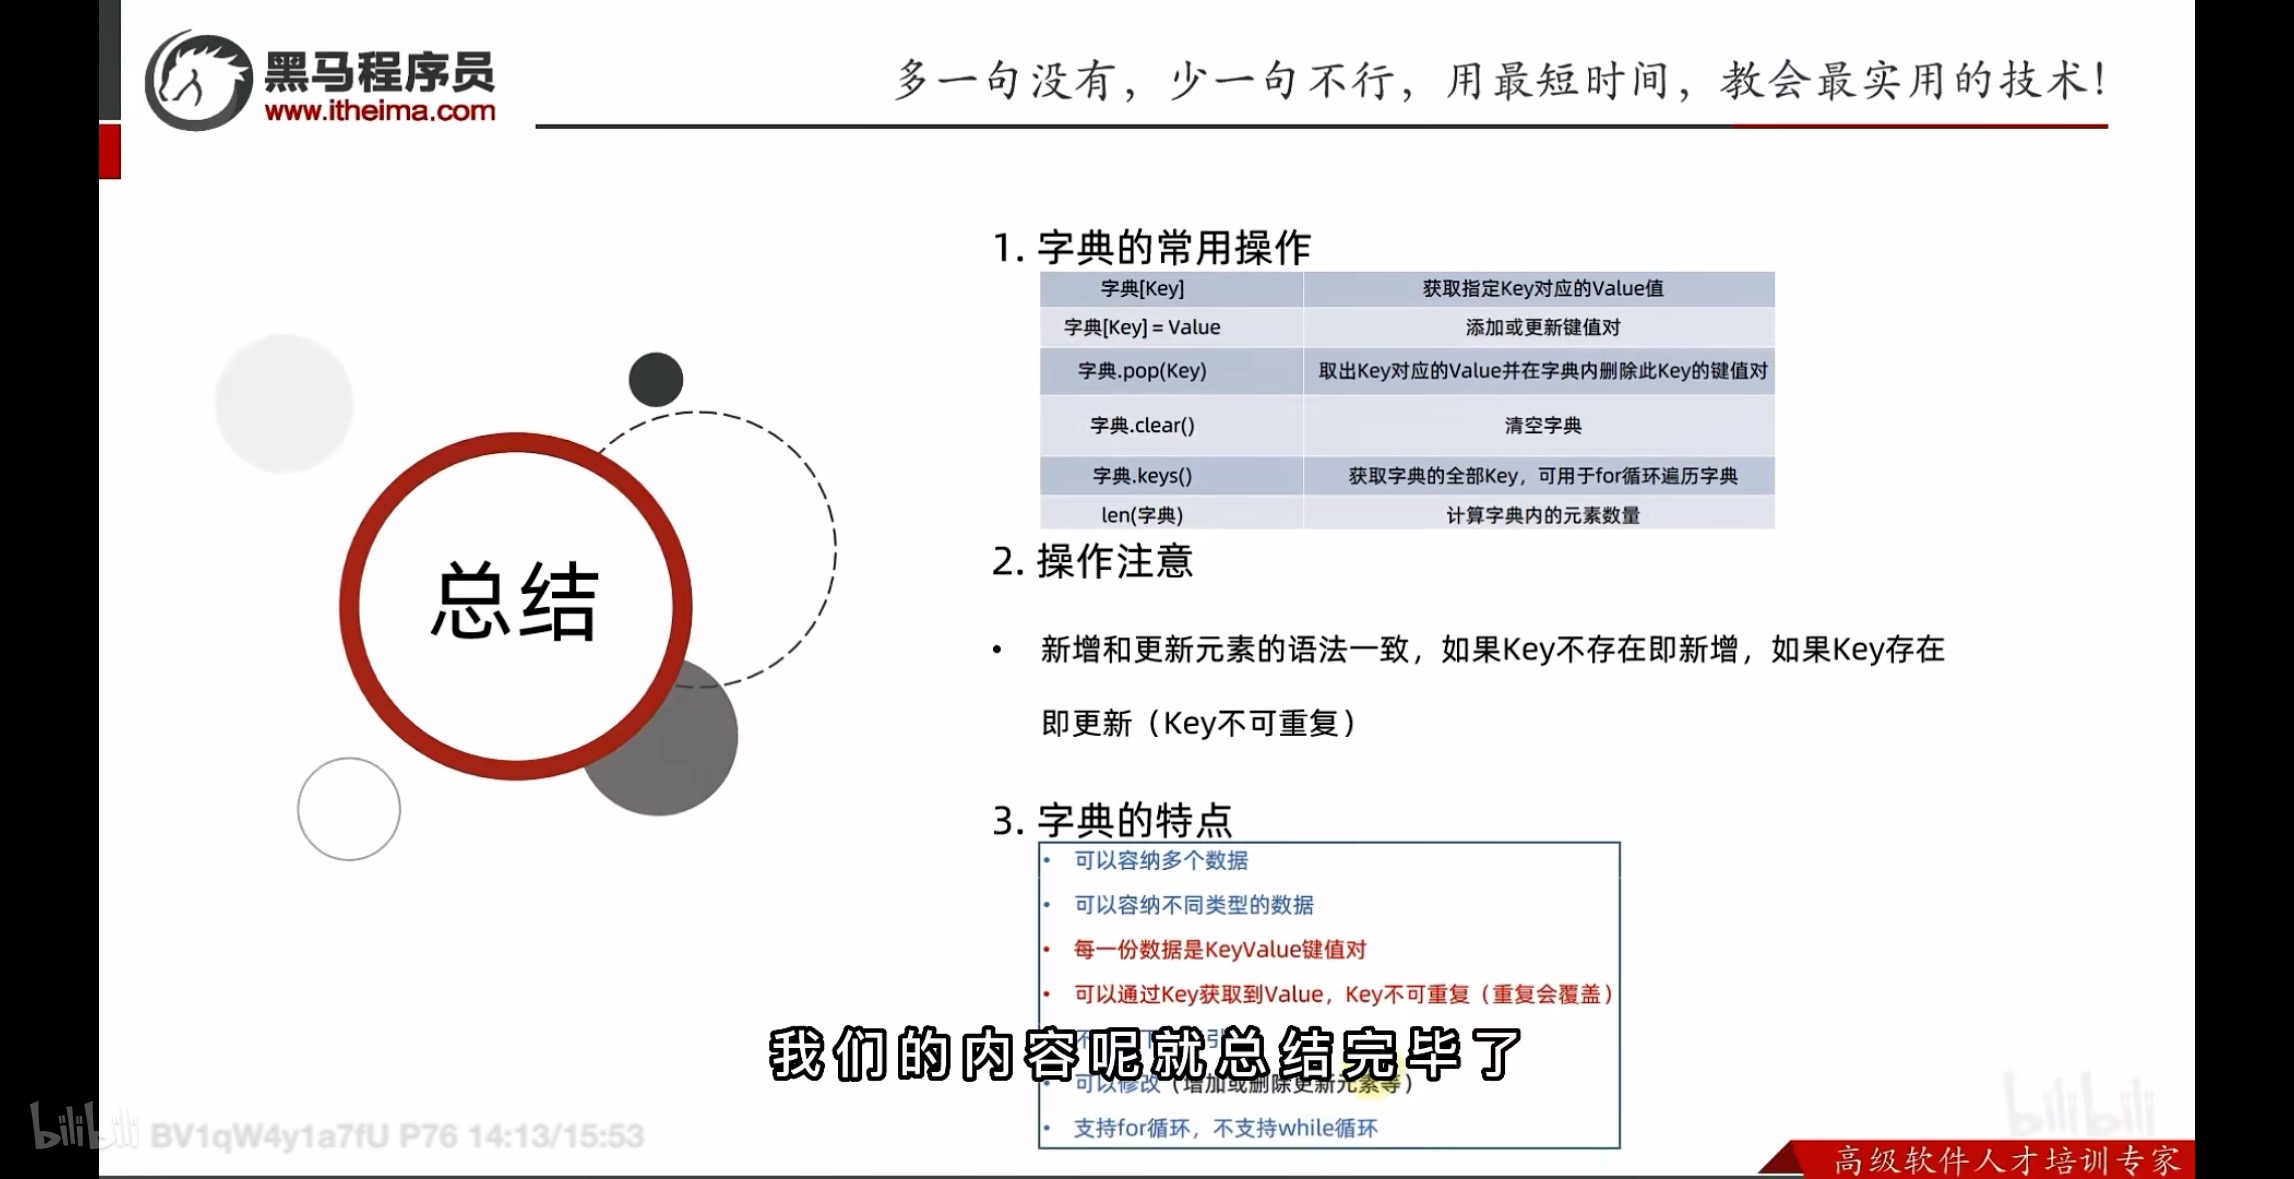 黑马程序员
www.itheima.com
多一句没有，少一句不行，用最短时间，教会最实用的技术！
总结
1. 字典的常用操作
字典[Key] 获取指定Key对应的Value值
字典[Key] = Value 添加或更新键值对
字典.pop(Key) 取出Key对应的Value并在字典内删除此Key的键值对
字典.clear() 清空字典
字典.keys() 获取字典的全部Key，可用于for循环遍历字典
len(字典) 计算字典内的元素数量
2. 操作注意
• 新增和更新元素的语法一致，如果Key不存在即新增，如果Key存在
即更新（Key不可重复）
3. 字典的特点
• 可以容纳多个数据
• 可以容纳不同类型的数据
• 每一份数据是KeyValue键值对
• 可以通过Key获取到Value，Key不可重复（重复会覆盖）
我们的内容呢就总结完毕了
• 可以修改（增加或删除更新元素等）
• 支持for循环，不支持while循环
bilibili BV1qW4y1a7fU P76 14:13/15:53
bilibili
高级软件人才培训专家